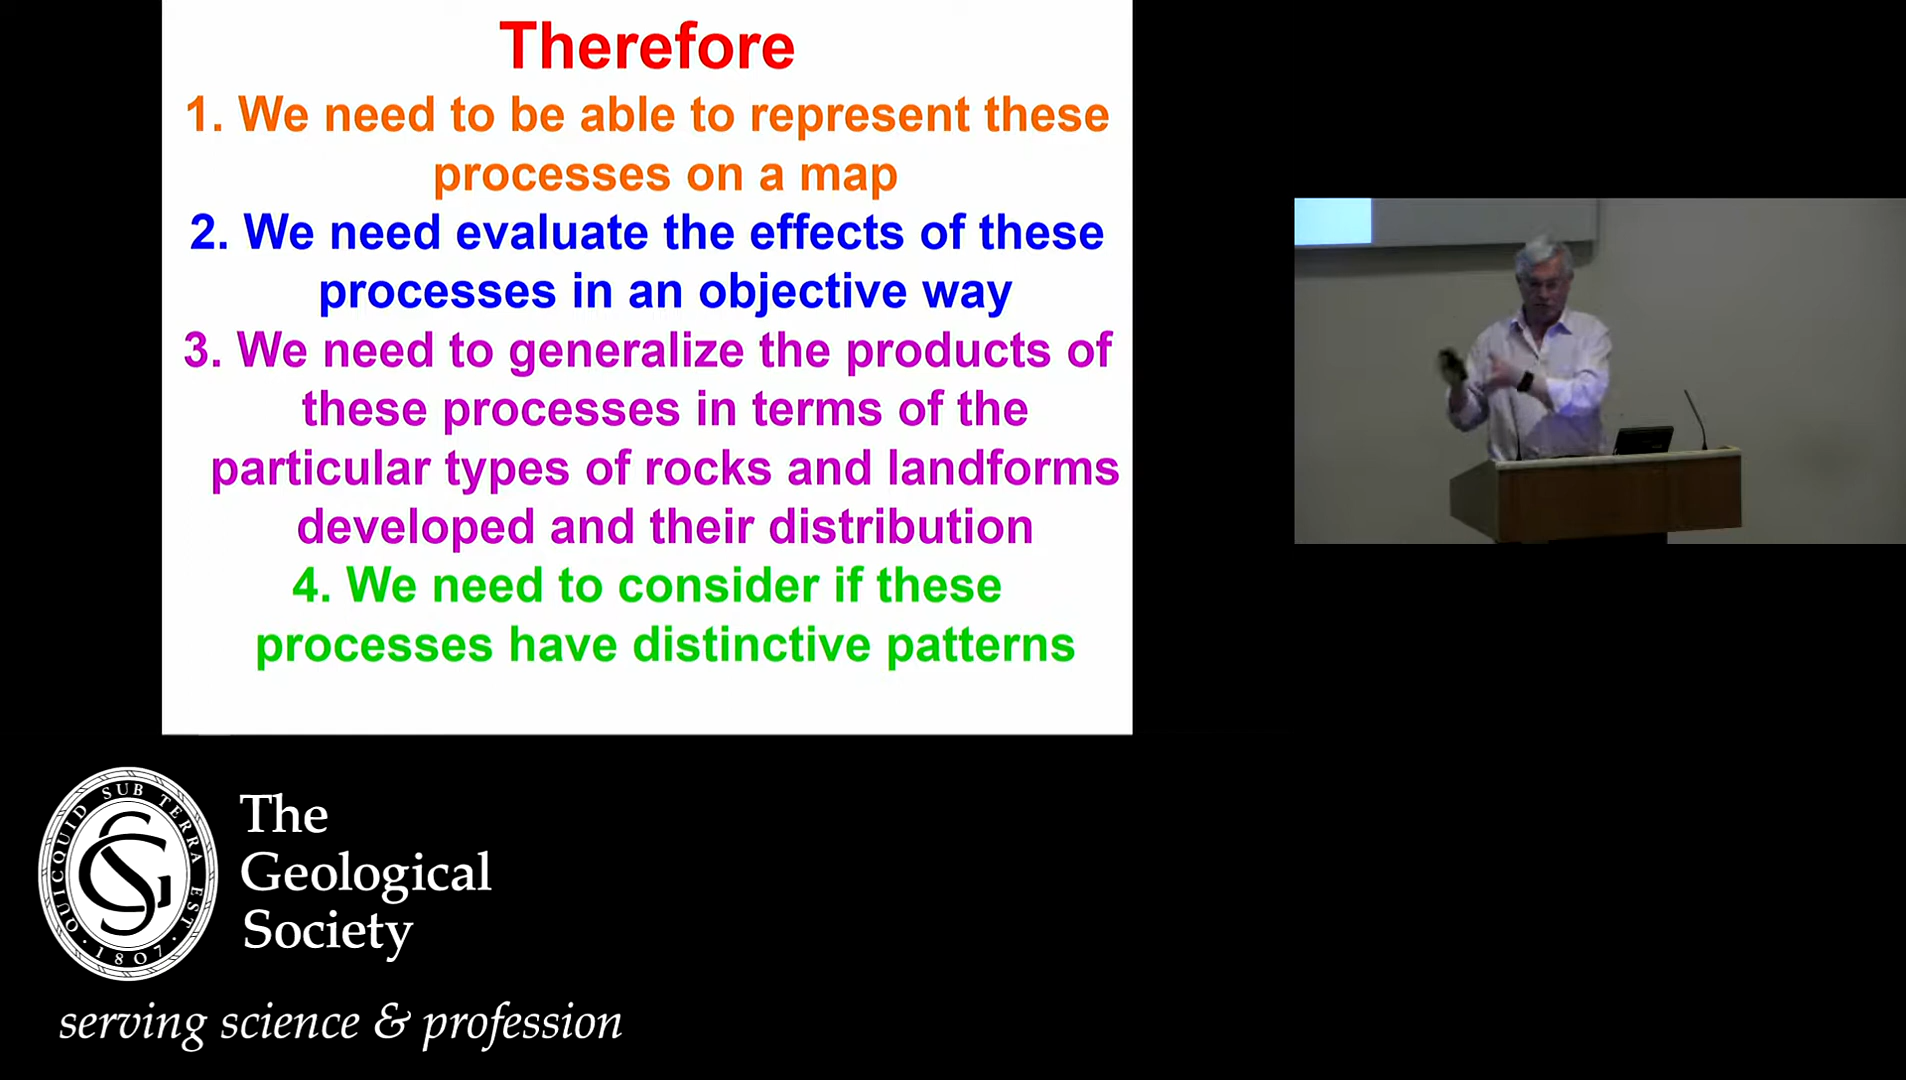 Therefore
1. We need to be able to represent these
processes on a map
2. We need evaluate the effects of these
processes in an objective way
3. We need to generalize the products of
these processes in terms of the
particular types of rocks and landforms
developed and their distribution
4. We need to consider if these
processes have distinctive patterns
QUICQUID SUB TERRA EST
1807
The
Geological
Society
serving science & profession